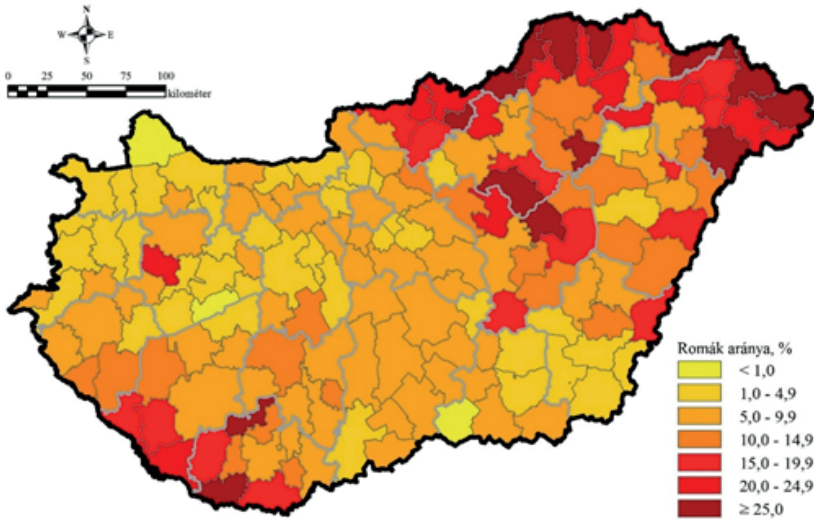 N
W E
S
0 25 50 75 100
kilométer
Romák aránya, %
< 1,0
1,0 - 4,9
5,0 - 9,9
10,0 - 14,9
15,0 - 19,9
20,0 - 24,9
≥ 25,0